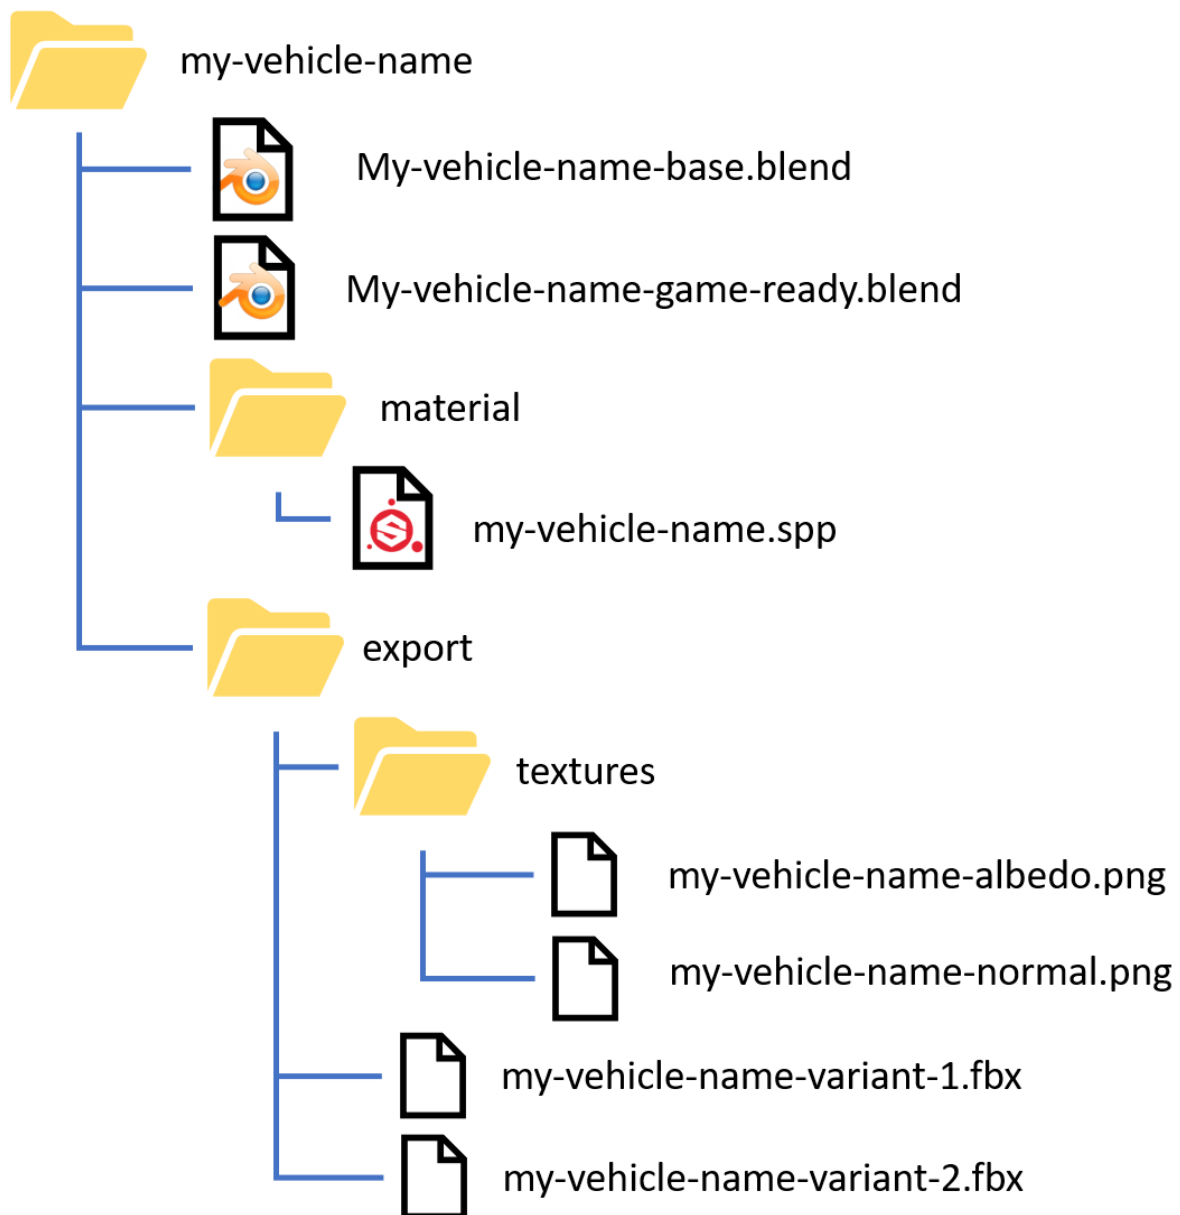 my-vehicle-name
My-vehicle-name-base.blend
My-vehicle-name-game-ready.blend
material
my-vehicle-name.spp
export
textures
my-vehicle-name-albedo.png
my-vehicle-name-normal.png
my-vehicle-name-variant-1.fbx
my-vehicle-name-variant-2.fbx